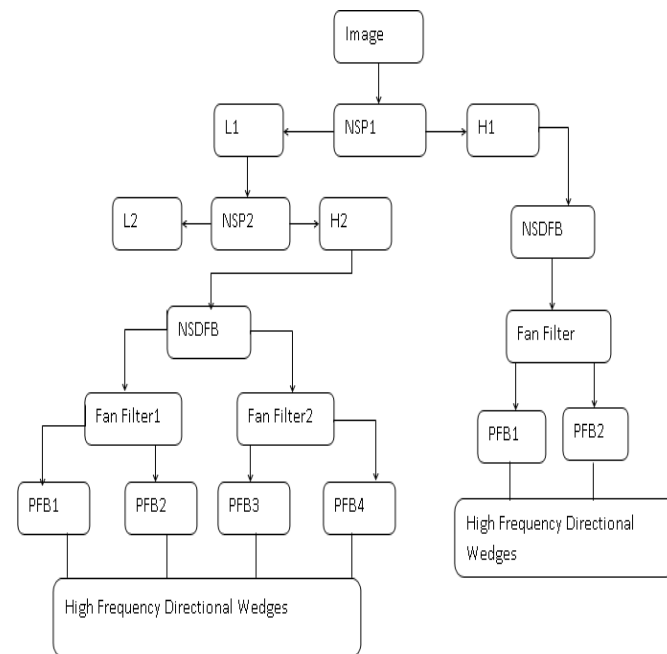 Image
L1
NSP1
H1
L2
NSP2
H2
NSDFB
NSDFB
Fan Filter
Fan Filter1
Fan Filter2
PFB1
PFB2
PFB1
PFB2
PFB3
PFB4
High Frequency Directional
Wedges
High Frequency Directional Wedges